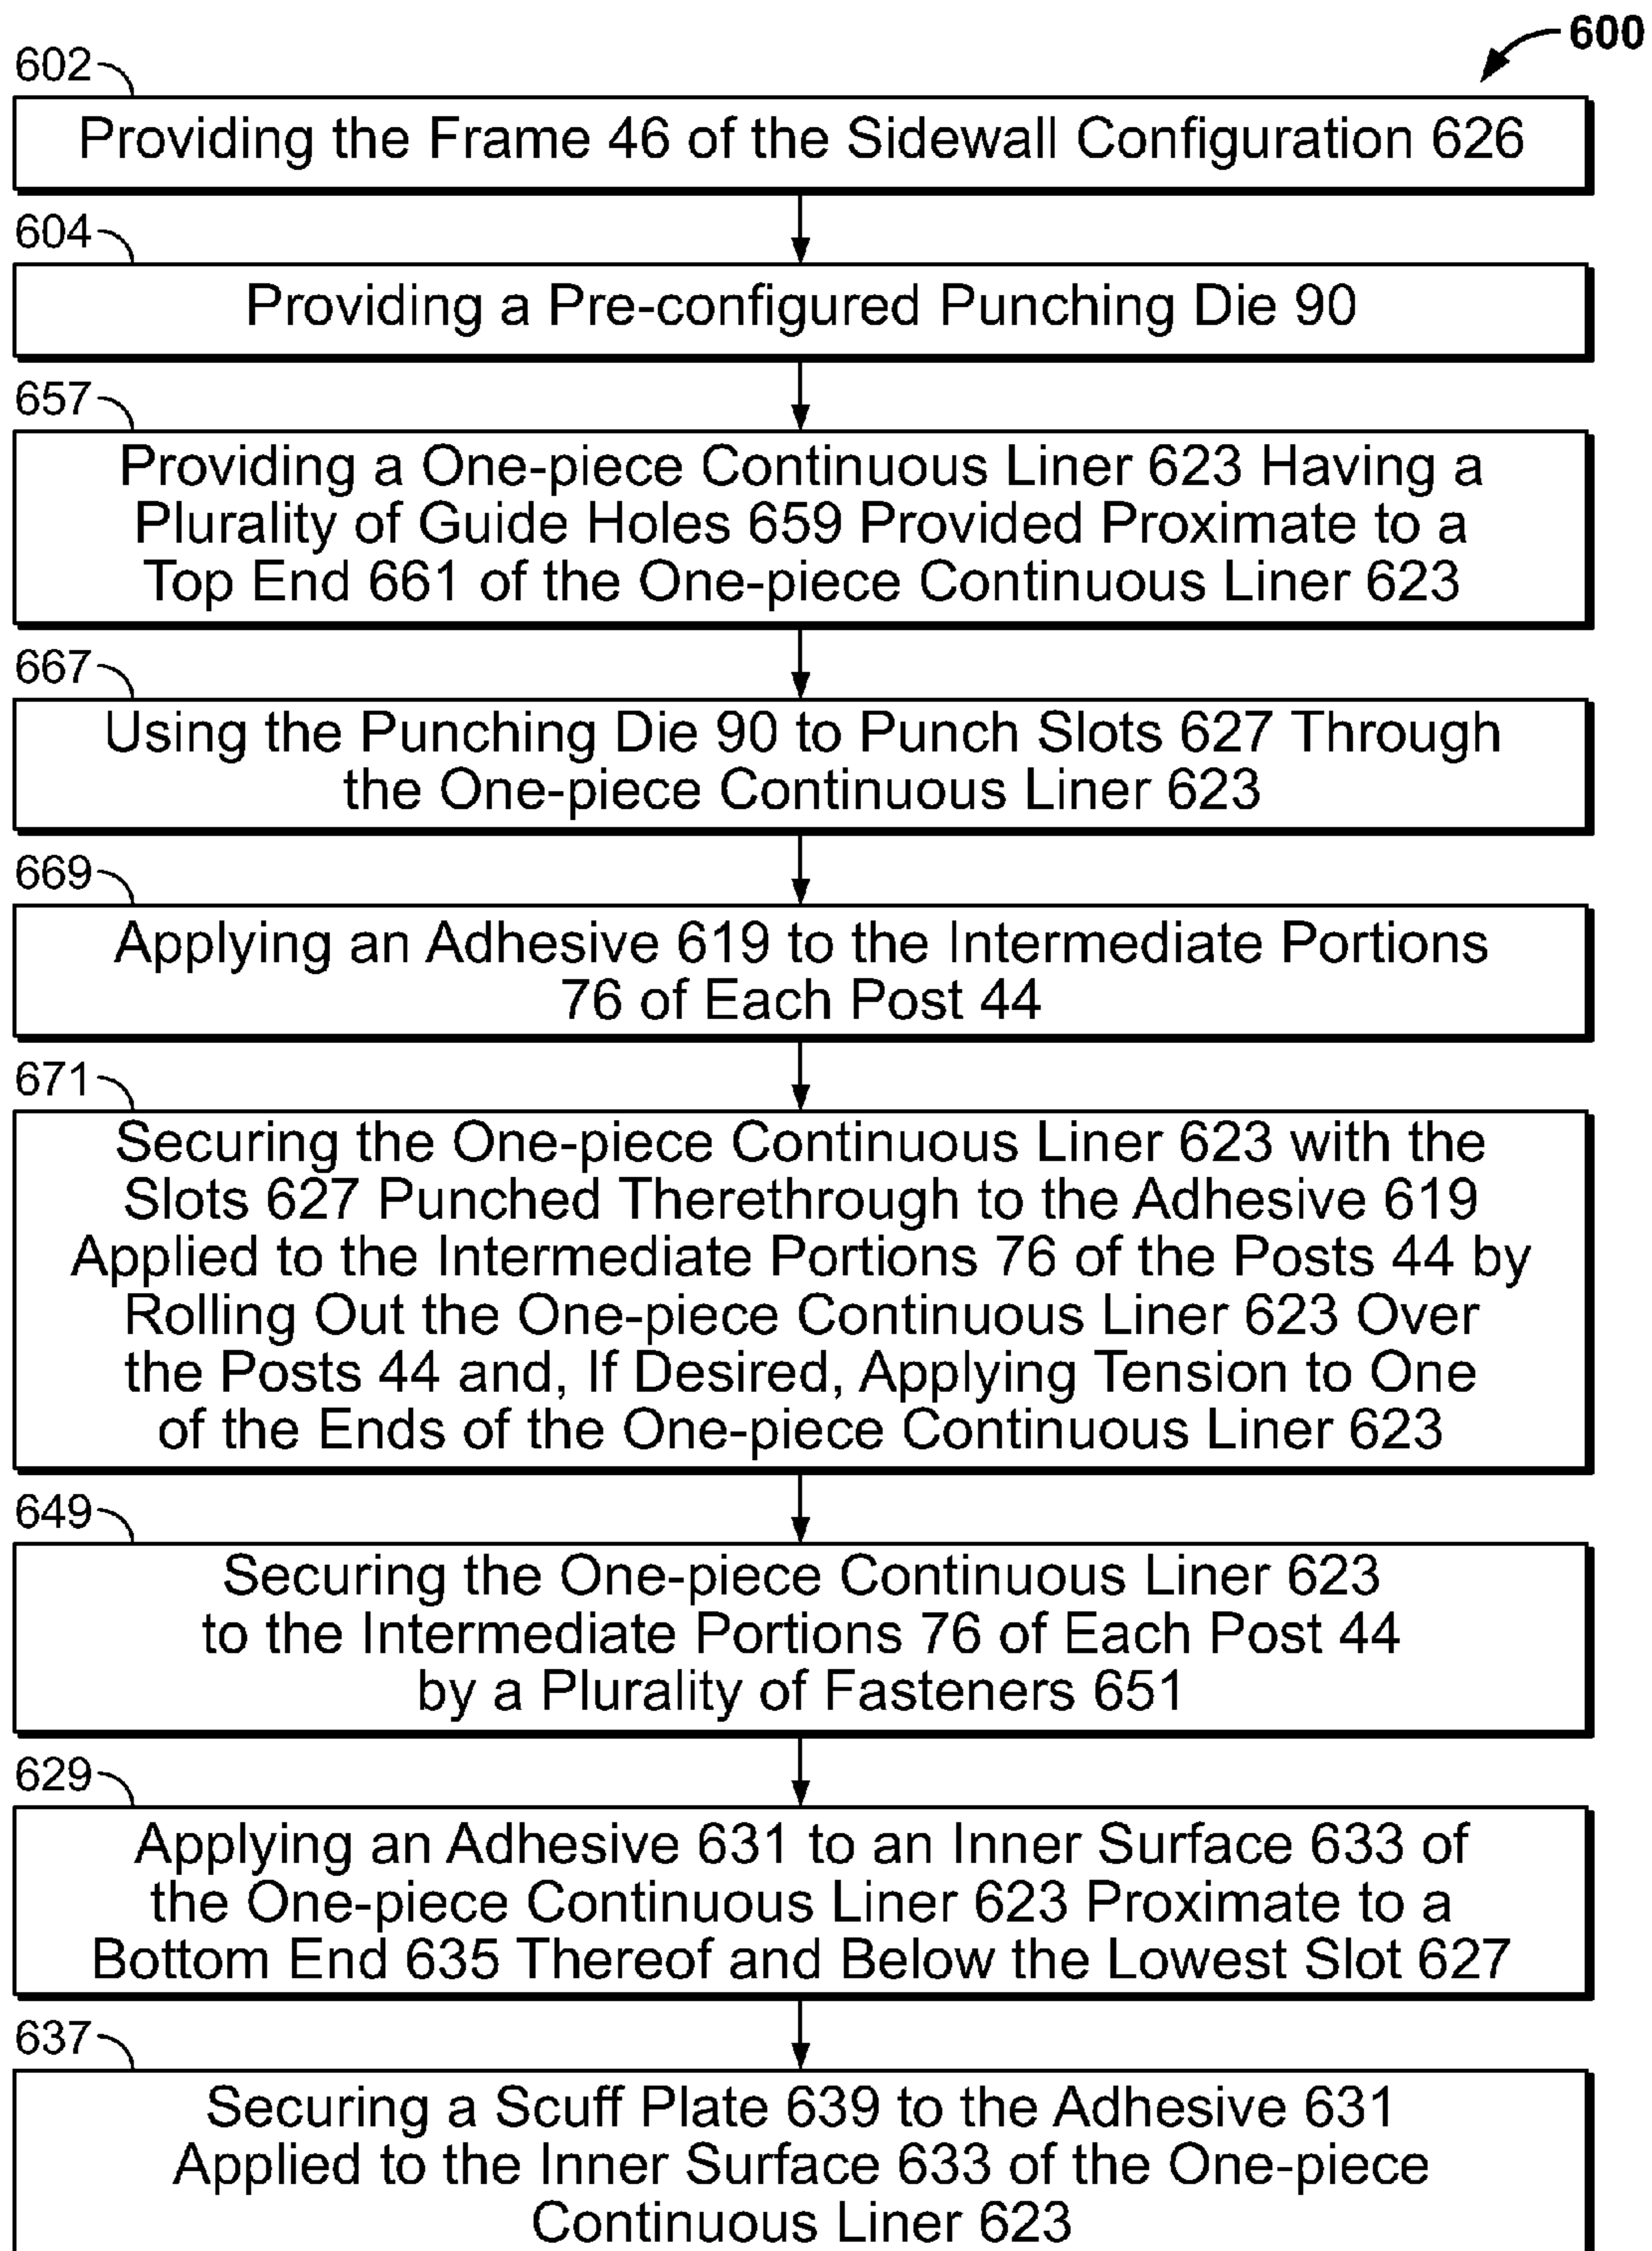 600
602
Providing the Frame 46 of the Sidewall Configuration 626
604
Providing a Pre-configured Punching Die 90
657
Providing a One-piece Continuous Liner 623 Having a
Plurality of Guide Holes 659 Provided Proximate to a
Top End 661 of the One-piece Continuous Liner 623
667
Using the Punching Die 90 to Punch Slots 627 Through
the One-piece Continuous Liner 623
669
Applying an Adhesive 619 to the Intermediate Portions
76 of Each Post 44
671
Securing the One-piece Continuous Liner 623 with the
Slots 627 Punched Therethrough to the Adhesive 619
Applied to the Intermediate Portions 76 of the Posts 44 by
Rolling Out the One-piece Continuous Liner 623 Over
the Posts 44 and, If Desired, Applying Tension to One
of the Ends of the One-piece Continuous Liner 623
649
Securing the One-piece Continuous Liner 623
to the Intermediate Portions 76 of Each Post 44
by a Plurality of Fasteners 651
629
Applying an Adhesive 631 to an Inner Surface 633 of
the One-piece Continuous Liner 623 Proximate to a
Bottom End 635 Thereof and Below the Lowest Slot 627
637
Securing a Scuff Plate 639 to the Adhesive 631
Applied to the Inner Surface 633 of the One-piece
Continuous Liner 623